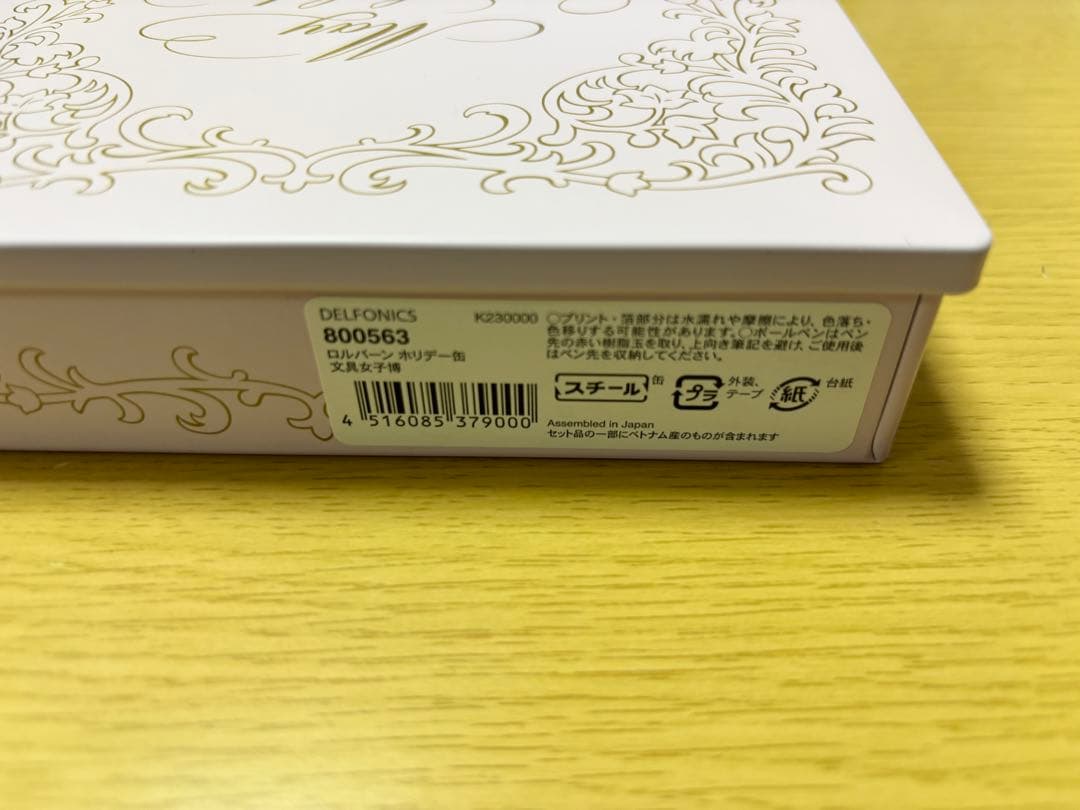 May
DELFONICS K230000
800563
ロルバーン ホリデー缶
文具女子博
4 516085 379000
○プリント・箔部分は水濡れや摩擦により、色落ち・
色移りする可能性があります。○ボールペンはペン
先の赤い樹脂玉を取り、上向き筆記を避け、ご使用後
はペン先を収納してください。
スチール 缶
プラ 外装、
テープ
紙 台紙
Assembled in Japan
セット品の一部にベトナム産のものが含まれます